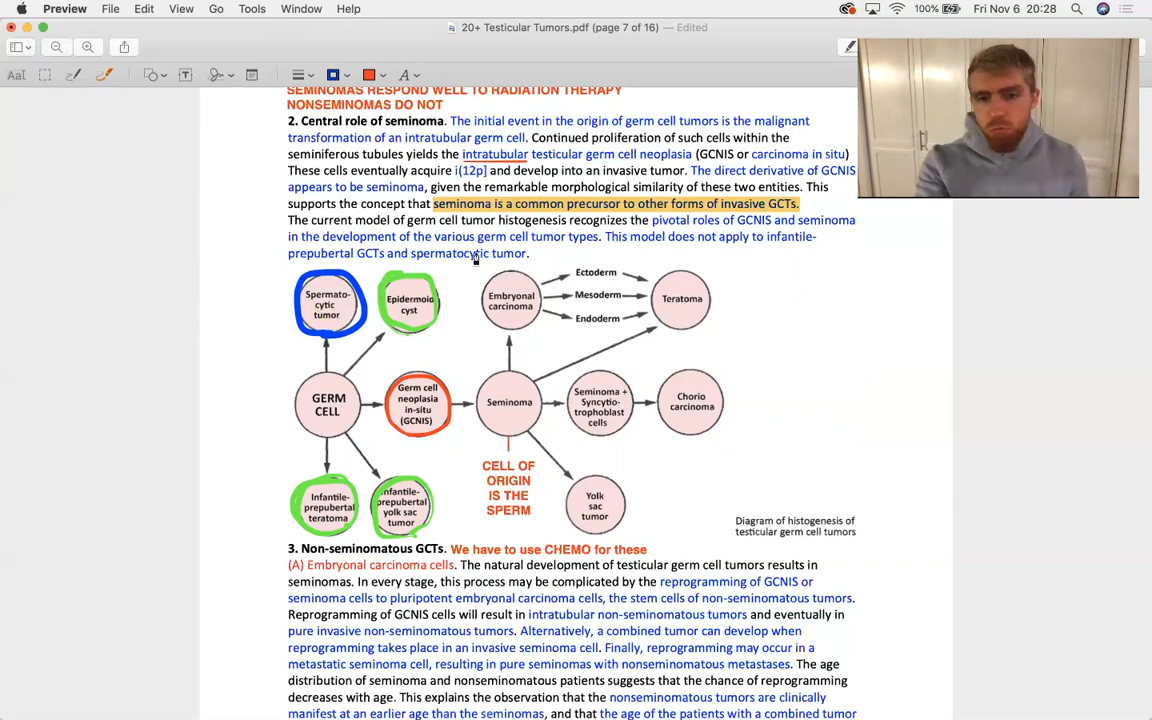 Preview File Edit View Go Tools Window Help 100% Fri Nov 6 20:28
20+ Testicular Tumors.pdf (page 7 of 16) — Edited
SEMINOMAS RESPOND WELL TO RADIATION THERAPY
NONSEMINOMAS DO NOT
2. Central role of seminoma. The initial event in the origin of germ cell tumors is the malignant
transformation of an intratubular germ cell. Continued proliferation of such cells within the
seminiferous tubules yields the intratubular testicular germ cell neoplasia (GCNIS or carcinoma in situ)
These cells eventually acquire i(12p] and develop into an invasive tumor. The direct derivative of GCNIS
appears to be seminoma, given the remarkable morphological similarity of these two entities. This
supports the concept that seminoma is a common precursor to other forms of invasive GCTs.
The current model of germ cell tumor histogenesis recognizes the pivotal roles of GCNIS and seminoma
in the development of the various germ cell tumor types. This model does not apply to infantile-
prepubertal GCTs and spermatocytic tumor.
Spermato-
cytic
tumor
Epidermoid
cyst
Embryonal
carcinoma
Ectoderm
Mesoderm
Endoderm
Teratoma
GERM
CELL
Germ cell
neoplasia
in-situ
(GCNIS)
Seminoma
Seminoma +
Syncytio-
trophoblast
cells
Chorio
carcinoma
CELL OF
ORIGIN
IS THE
SPERM
Infantile-
prepubertal
teratoma
Infantile-
prepubertal
yolk sac
tumor
Yolk
sac
tumor
Diagram of histogenesis of
testicular germ cell tumors
3. Non-seminomatous GCTs. We have to use CHEMO for these
(A) Embryonal carcinoma cells. The natural development of testicular germ cell tumors results in
seminomas. In every stage, this process may be complicated by the reprogramming of GCNIS or
seminoma cells to pluripotent embryonal carcinoma cells, the stem cells of non-seminomatous tumors.
Reprogramming of GCNIS cells will result in intratubular non-seminomatous tumors and eventually in
pure invasive non-seminomatous tumors. Alternatively, a combined tumor can develop when
reprogramming takes place in an invasive seminoma cell. Finally, reprogramming may occur in a
metastatic seminoma cell, resulting in pure seminomas with nonseminomatous metastases. The age
distribution of seminoma and nonseminomatous patients suggests that the chance of reprogramming
decreases with age. This explains the observation that the nonseminomatous tumors are clinically
manifest at an earlier age than the seminomas, and that the age of the patients with a combined tumor